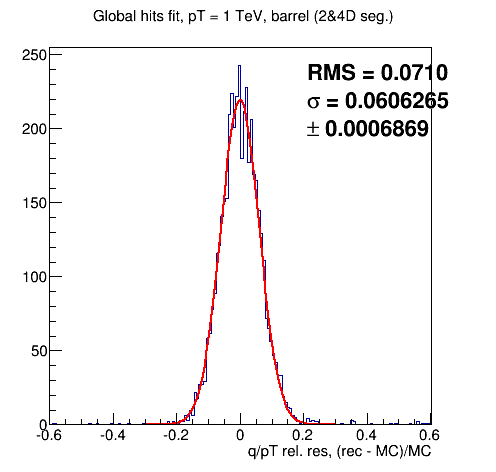 Global hits fit, pT = 1 TeV, barrel (2&4D seg.)
RMS = 0.0710
σ = 0.0606265
± 0.0006869
250
200
150
100
50
0
-0.6 -0.4 -0.2 0 0.2 0.4 0.6
q/pT rel. res, (rec - MC)/MC